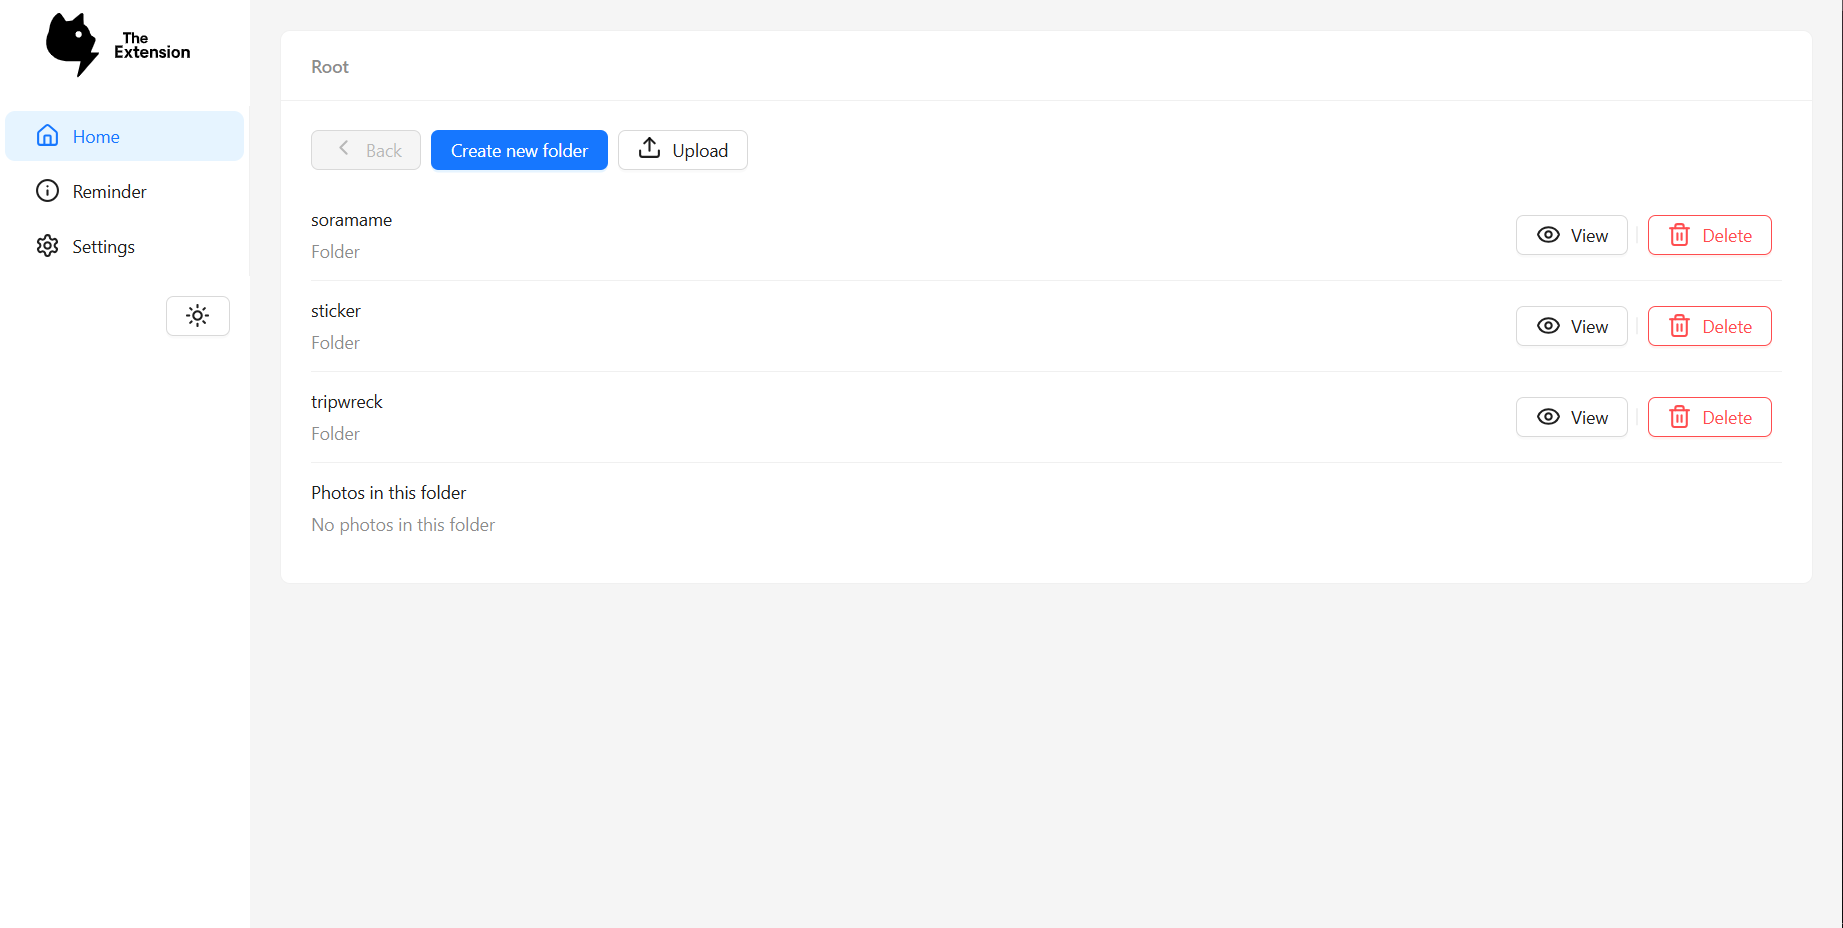 The
Extension
Home
Reminder
Settings
Root
Back
Create new folder
Upload
soramame
Folder
View
Delete
sticker
Folder
View
Delete
tripwreck
Folder
View
Delete
Photos in this folder
No photos in this folder